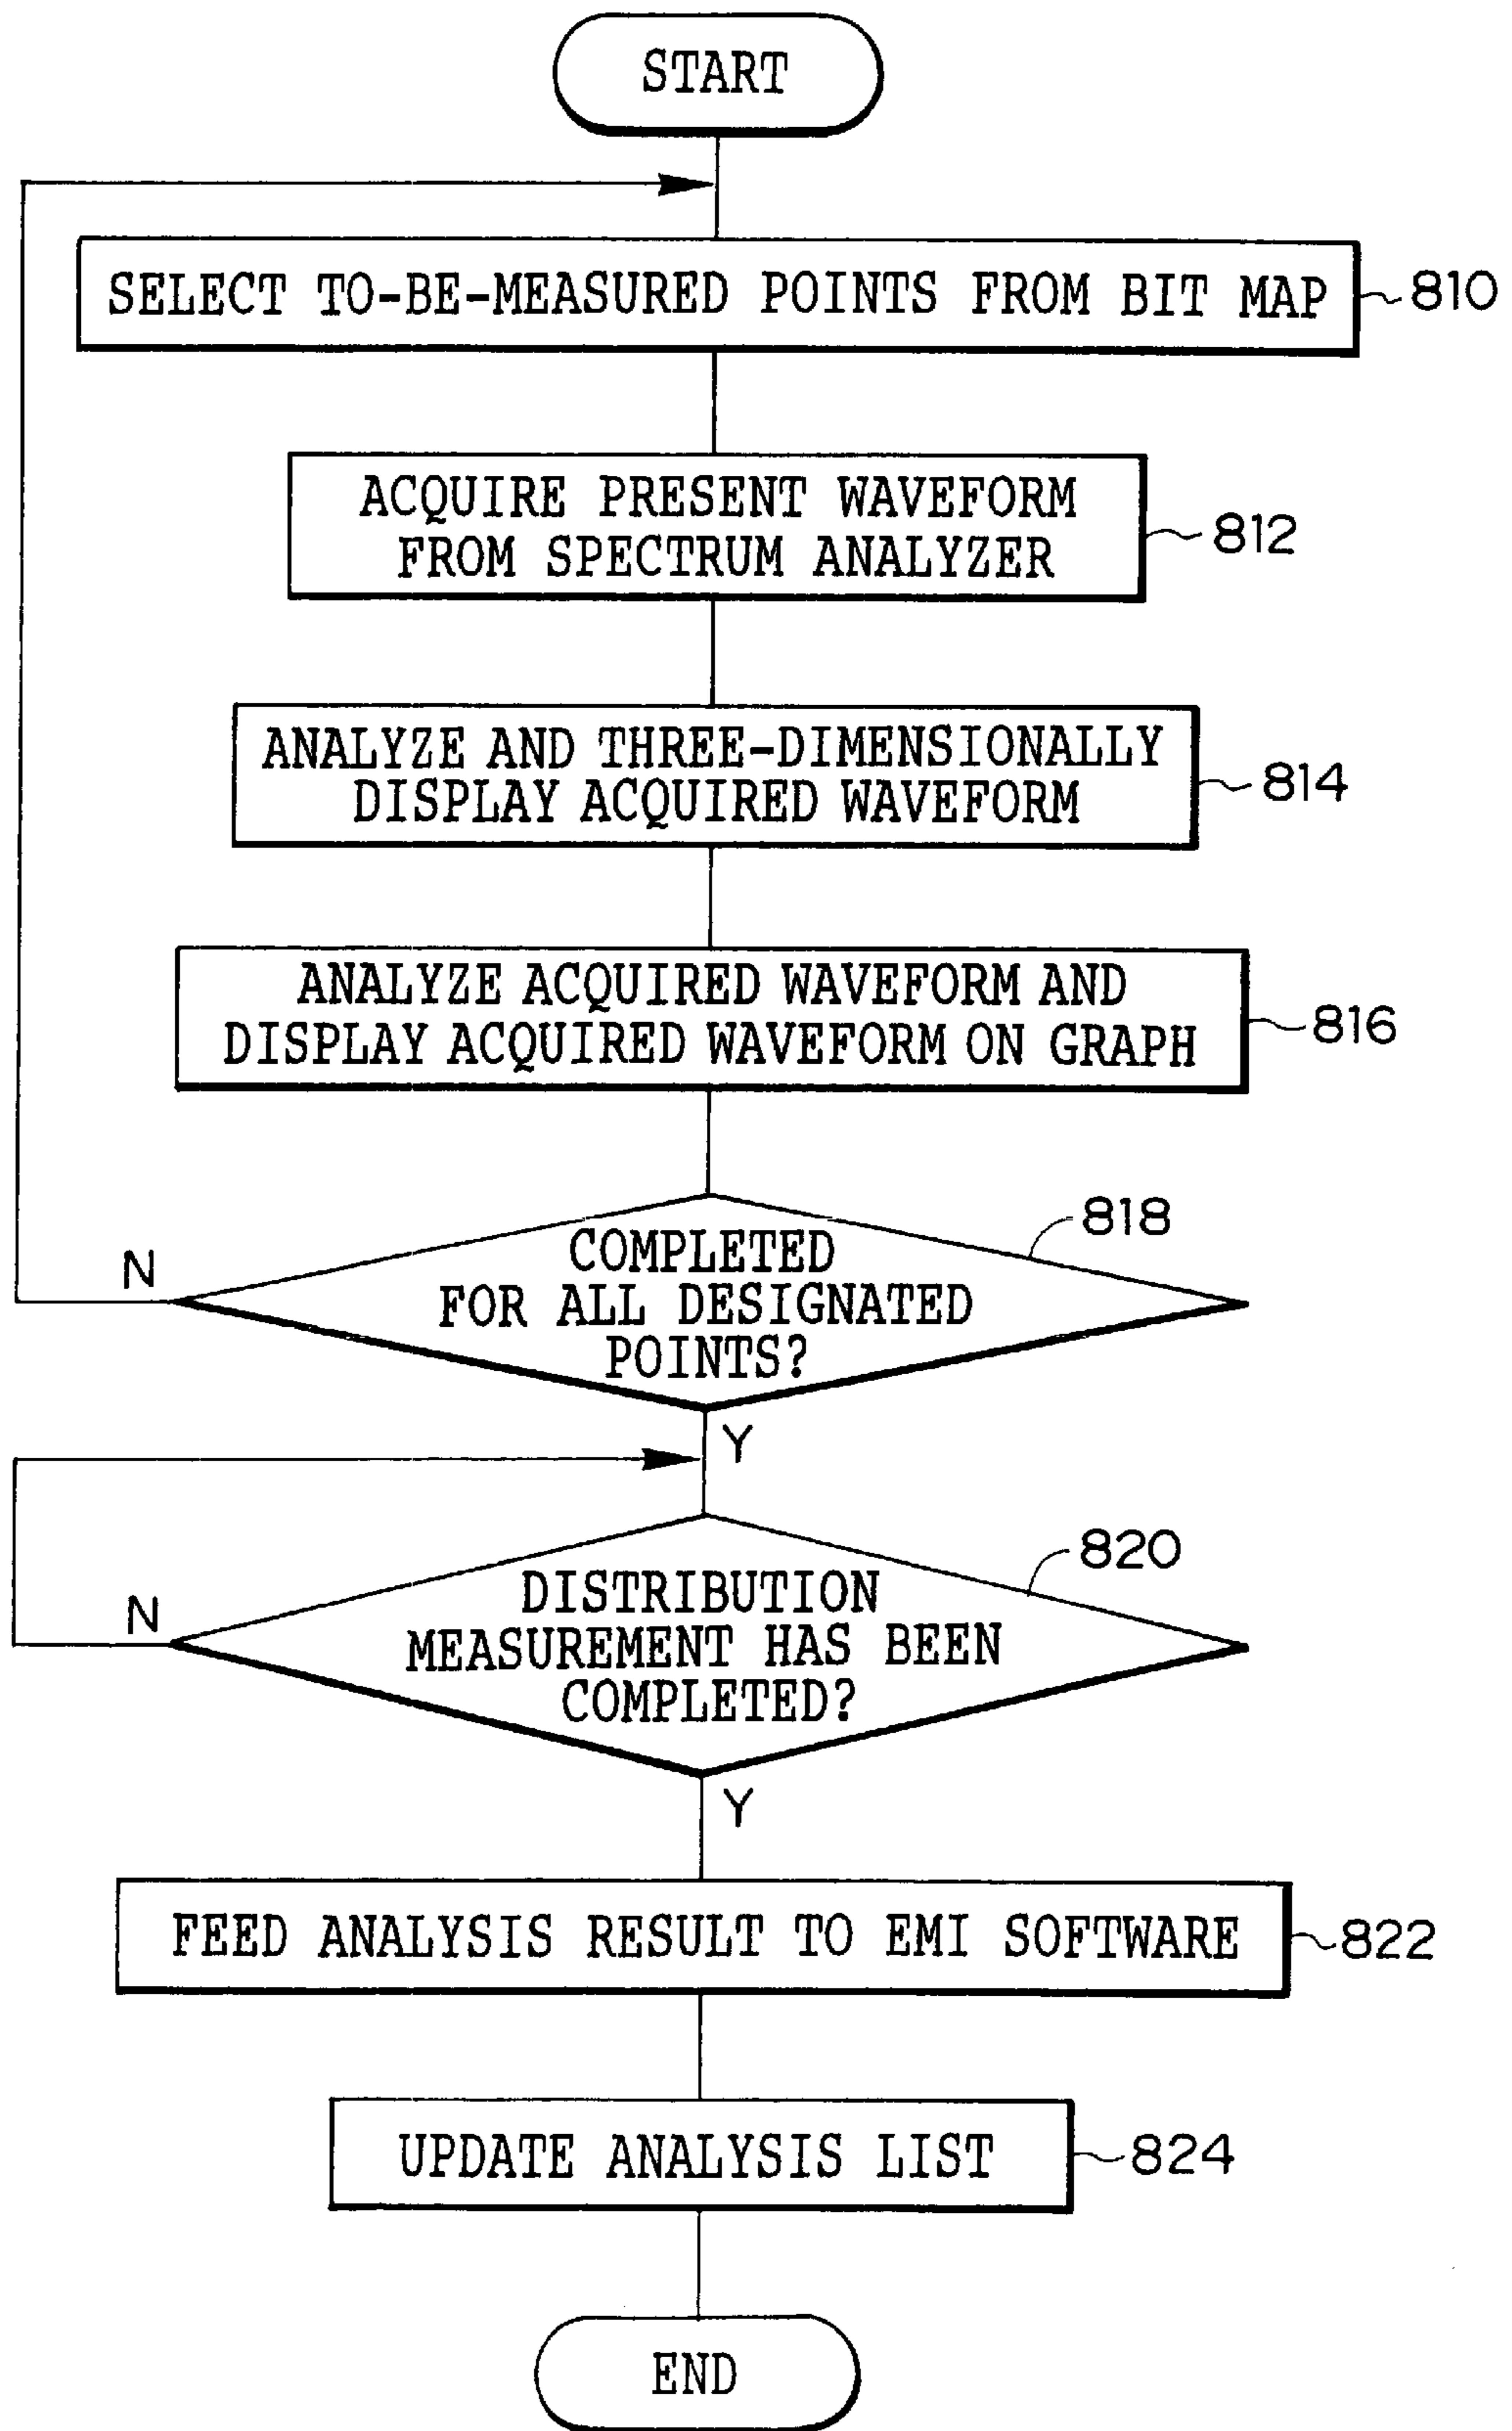 START
SELECT TO-BE-MEASURED POINTS FROM BIT MAP
810
ACQUIRE PRESENT WAVEFORM
FROM SPECTRUM ANALYZER
812
ANALYZE AND THREE-DIMENSIONALLY
DISPLAY ACQUIRED WAVEFORM
814
ANALYZE ACQUIRED WAVEFORM AND
DISPLAY ACQUIRED WAVEFORM ON GRAPH
816
818
N
COMPLETED
FOR ALL DESIGNATED
POINTS?
Y
820
N
DISTRIBUTION
MEASUREMENT HAS BEEN
COMPLETED?
Y
FEED ANALYSIS RESULT TO EMI SOFTWARE
822
UPDATE ANALYSIS LIST
824
END